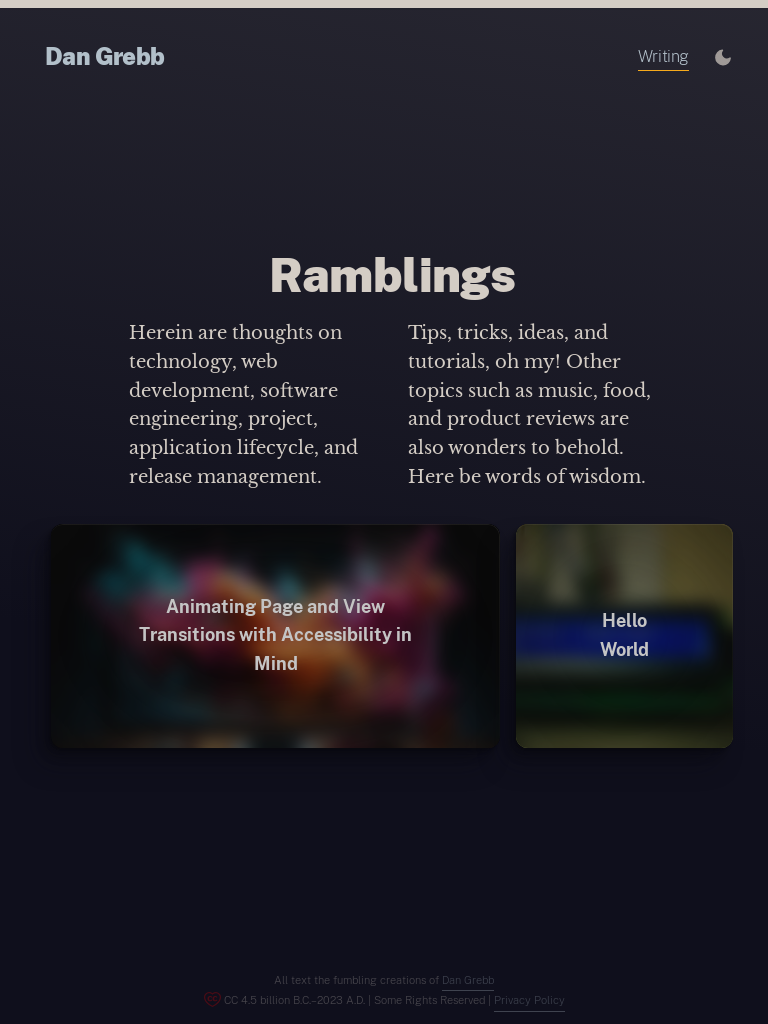 Dan Grebb
Writing
Ramblings
Herein are thoughts on
technology, web
development, software
engineering, project,
application lifecycle, and
release management.
Tips, tricks, ideas, and
tutorials, oh my! Other
topics such as music, food,
and product reviews are
also wonders to behold.
Here be words of wisdom.
Animating Page and View
Transitions with Accessibility in
Mind
Hello
World
All text the fumbling creations of Dan Grebb
CC 4.5 billion B.C.–2023 A.D. | Some Rights Reserved | Privacy Policy